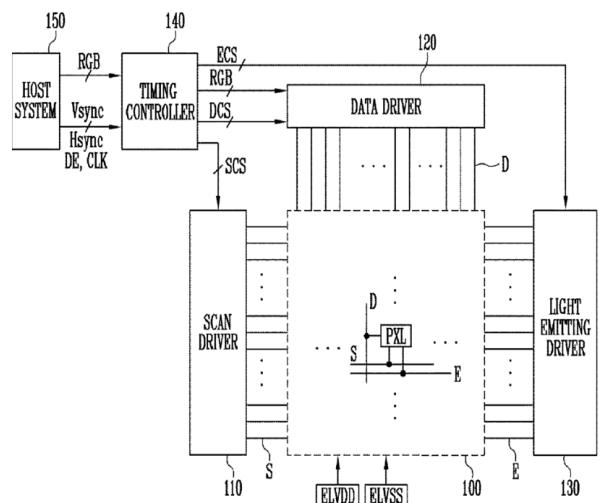 150
140
ECS
RGB
RGB
120
HOST
SYSTEM
TIMING
CONTROLLER
DATA DRIVER
Vsync
DCS
Hsync
DE, CLK
SCS
D
SCAN
DRIVER
D
PXL
S
E
LIGHT
EMITTING
DRIVER
S
E
110
ELVDD
ELVSS
100
130